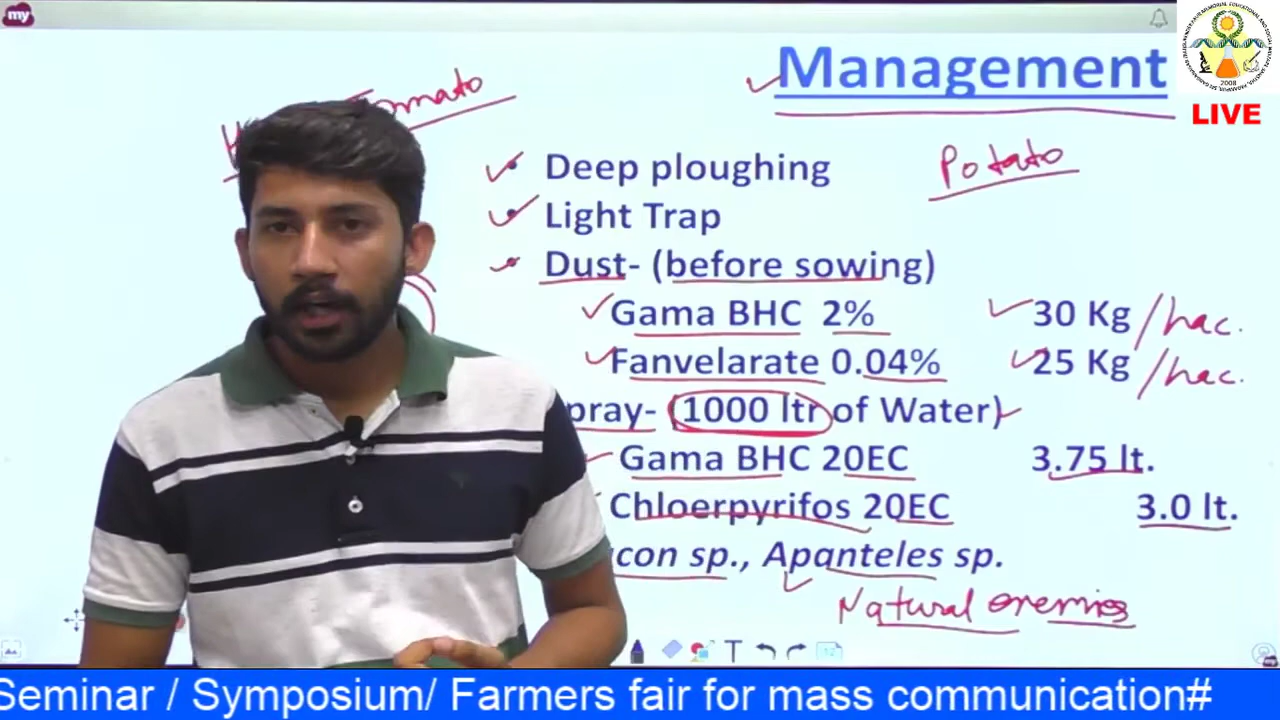 my
Management
LIVE
2008
Tomato
Deep ploughing
Potato
Light Trap
Dust- (before sowing)
Gama BHC 2% 30 Kg /hac.
Fanvelarate 0.04% 25 Kg /hac.
pray- (1000 ltr of Water)
Gama BHC 20EC 3.75 lt.
Chloerpyrifos 20EC 3.0 lt.
con sp., Apanteles sp.
Natural enemies
T
Seminar / Symposium/ Farmers fair for mass communication#